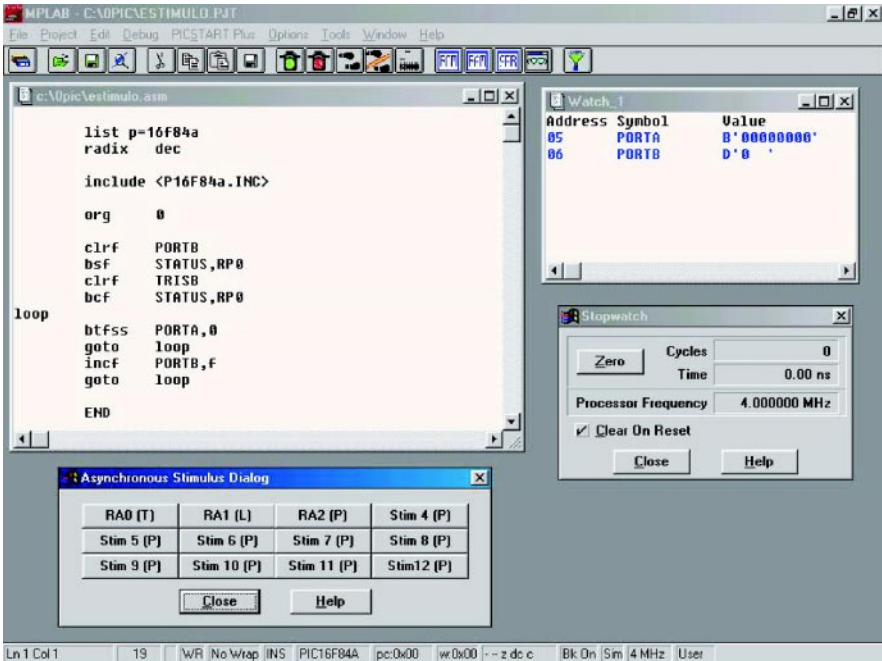 MPLAB - C:\0PIC\ESTIMULO.PJT
File Project Edit Debug PICSTART Plus Options Tools Window Help
ROM RAM SFR
c:\0pic\estimulo.asm
list p=16f84a
radix dec
include <P16F84a.INC>
org 0
clrf PORTB
bsf STATUS,RP0
clrf TRISB
bcf STATUS,RP0
loop
btfss PORTA,0
goto loop
incf PORTB,f
goto loop
END
Watch_1
Address Symbol Value
05 PORTA B'00000000'
06 PORTB D'0 '
Stopwatch
Zero
Cycles 0
Time 0.00 ns
Processor Frequency 4.000000 MHz
Clear On Reset
Close Help
Asynchronous Stimulus Dialog
RA0 (T) RA1 (L) RA2 (P) Stim 4 (P)
Stim 5 (P) Stim 6 (P) Stim 7 (P) Stim 8 (P)
Stim 9 (P) Stim 10 (P) Stim 11 (P) Stim12 (P)
Close Help
Ln 1 Col 1 19 WR No Wrap INS PIC16F84A pc:0x00 w:0x00 - - z dc c Bk On Sim 4 MHz User